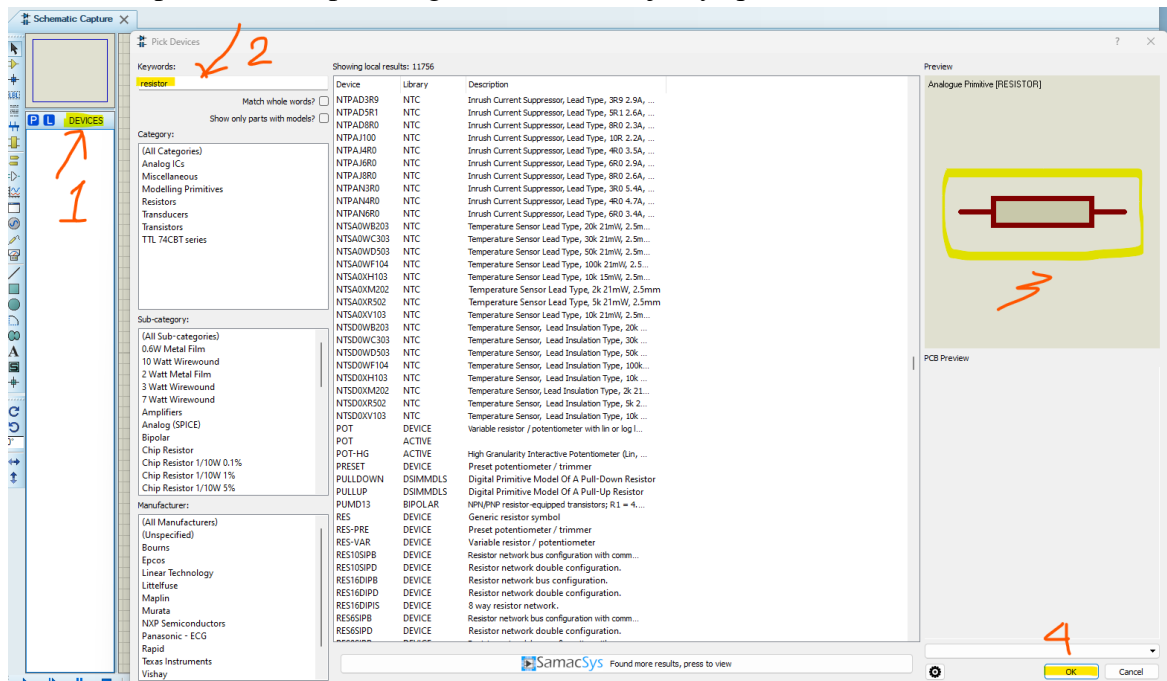 Schematic Capture
Pick Devices
Keywords:
resistor
Match whole words?
Show only parts with models?
P L DEVICES
1
2
Category:
(All Categories)
Analog ICs
Miscellaneous
Modelling Primitives
Resistors
Transducers
Transistors
TTL 74CBT series
Sub-category:
(All Sub-categories)
0.6W Metal Film
10 Watt Wirewound
2 Watt Metal Film
3 Watt Wirewound
7 Watt Wirewound
Amplifiers
Analog (SPICE)
Bipolar
Chip Resistor
Chip Resistor 1/10W 0.1%
Chip Resistor 1/10W 1%
Chip Resistor 1/10W 5%
Manufacturer:
(All Manufacturers)
(Unspecified)
Bourns
Epcos
Linear Technology
Littelfuse
Maplin
Murata
NXP Semiconductors
Panasonic - ECG
Rapid
Texas Instruments
Vishay
Showing local results: 11756
Device Library Description
NTPAD3R9 NTC Inrush Current Suppressor, Lead Type, 3R9 2.9A, ...
NTPAD5R1 NTC Inrush Current Suppressor, Lead Type, 5R1 2.6A, ...
NTPAD8R0 NTC Inrush Current Suppressor, Lead Type, 8R0 2.3A, ...
NTPAJ100 NTC Inrush Current Suppressor, Lead Type, 10R 2.2A, ...
NTPAJ4R0 NTC Inrush Current Suppressor, Lead Type, 4R0 3.5A, ...
NTPAJ6R0 NTC Inrush Current Suppressor, Lead Type, 6R0 2.9A, ...
NTPAJ8R0 NTC Inrush Current Suppressor, Lead Type, 8R0 2.6A, ...
NTPAN3R0 NTC Inrush Current Suppressor, Lead Type, 3R0 5.4A, ...
NTPAN4R0 NTC Inrush Current Suppressor, Lead Type, 4R0 4.7A, ...
NTPAN6R0 NTC Inrush Current Suppressor, Lead Type, 6R0 3.4A, ...
NTSA0WB203 NTC Temperature Sensor Lead Type, 20k 21mW, 2.5m...
NTSA0WC303 NTC Temperature Sensor Lead Type, 30k 21mW, 2.5m...
NTSA0WD503 NTC Temperature Sensor Lead Type, 50k 21mW, 2.5m...
NTSA0WF104 NTC Temperature Sensor Lead Type, 100k 21mW, 2.5...
NTSA0XH103 NTC Temperature Sensor Lead Type, 10k 15mW, 2.5m...
NTSA0XM202 NTC Temperature Sensor Lead Type, 2k 21mW, 2.5mm
NTSA0XR502 NTC Temperature Sensor Lead Type, 5k 21mW, 2.5mm
NTSA0XV103 NTC Temperature Sensor Lead Type, 10k 21mW, 2.5m...
NTSD0WB203 NTC Temperature Sensor, Lead Insulation Type, 20k ...
NTSD0WC303 NTC Temperature Sensor, Lead Insulation Type, 30k ...
NTSD0WD503 NTC Temperature Sensor, Lead Insulation Type, 50k ...
NTSD0WF104 NTC Temperature Sensor, Lead Insulation Type, 100k...
NTSD0XH103 NTC Temperature Sensor, Lead Insulation Type, 10k ...
NTSD0XM202 NTC Temperature Sensor, Lead Insulation Type, 2k 21...
NTSD0XR502 NTC Temperature Sensor, Lead Insulation Type, 5k 2...
NTSD0XV103 NTC Temperature Sensor, Lead Insulation Type, 10k ...
POT DEVICE Variable resistor / potentiometer with lin or log l...
POT ACTIVE
POT-HG ACTIVE High Granularity Interactive Potentiometer (Lin, ...
PRESET DEVICE Preset potentiometer / trimmer
PULLDOWN DSIMMDLS Digital Primitive Model Of A Pull-Down Resistor
PULLUP DSIMMDLS Digital Primitive Model Of A Pull-Up Resistor
PUMD13 BIPOLAR NPN/PNP resistor-equipped transistors; R1 = 4....
RES DEVICE Generic resistor symbol
RES-PRE DEVICE Preset potentiometer / trimmer
RES-VAR DEVICE Variable resistor / potentiometer
RES10SIPB DEVICE Resistor network bus configuration with comm...
RES10SIPD DEVICE Resistor network double configuration.
RES16DIPB DEVICE Resistor network bus configuration.
RES16DIPD DEVICE Resistor network double configuration.
RES16DIPIS DEVICE 8 way resistor network.
RES6SIPB DEVICE Resistor network bus configuration with comm...
RES6SIPD DEVICE Resistor network double configuration.
SamacSys Found more results, press to view
Preview
Analogue Primitive [RESISTOR]
3
PCB Preview
4
OK Cancel